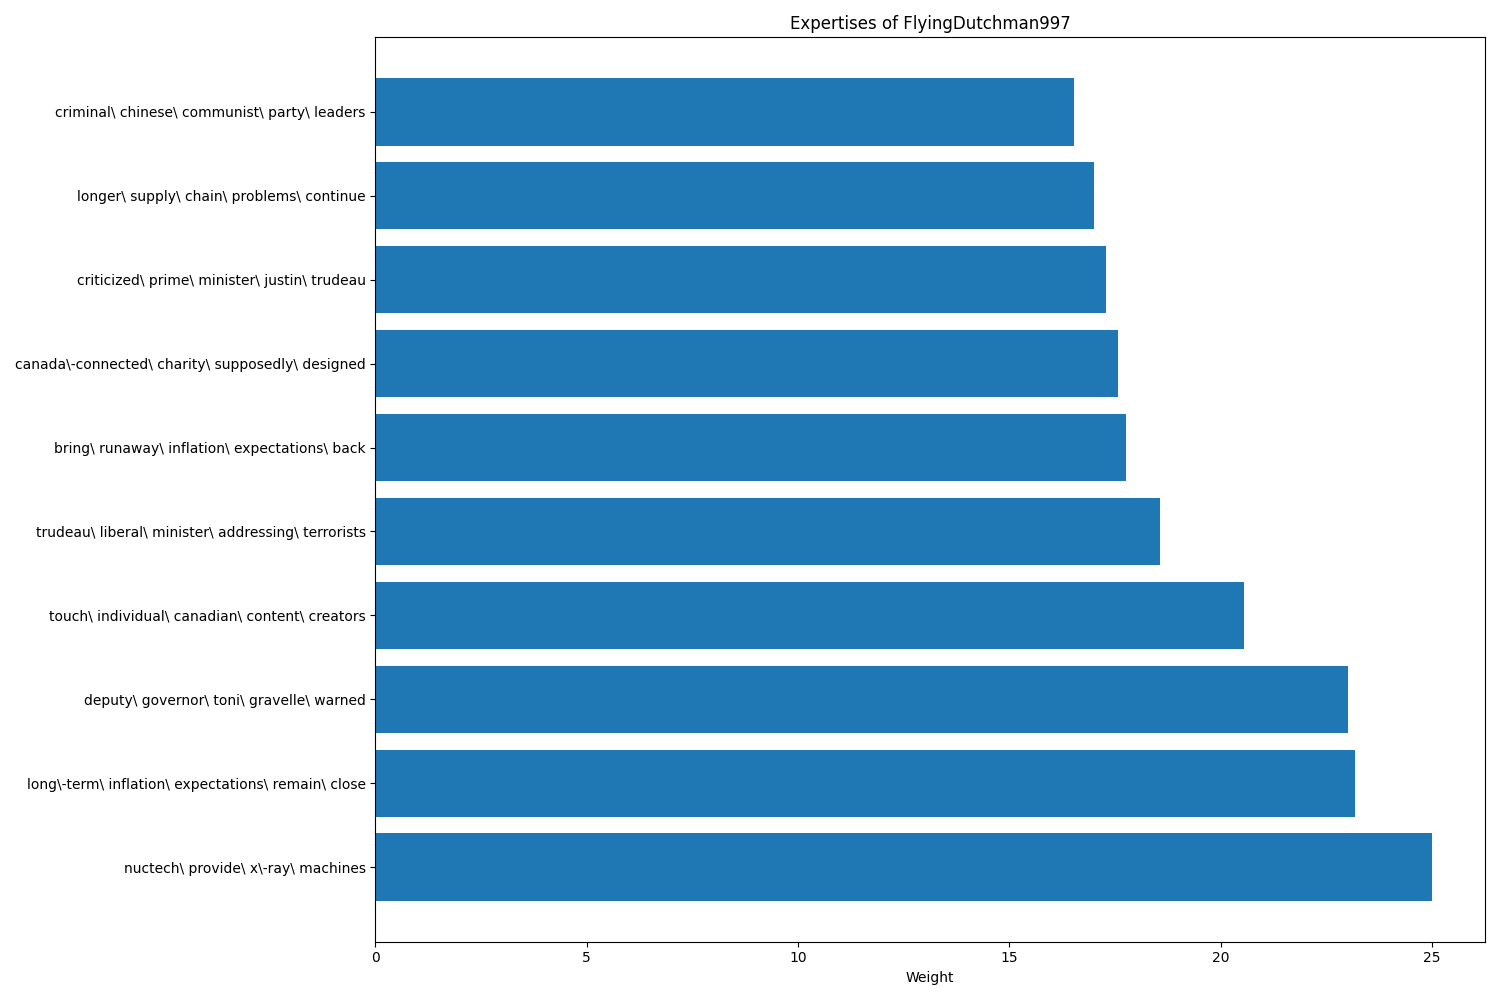 Expertises of FlyingDutchman997
criminal\ chinese\ communist\ party\ leaders
longer\ supply\ chain\ problems\ continue
criticized\ prime\ minister\ justin\ trudeau
canada\-connected\ charity\ supposedly\ designed
bring\ runaway\ inflation\ expectations\ back
trudeau\ liberal\ minister\ addressing\ terrorists
touch\ individual\ canadian\ content\ creators
deputy\ governor\ toni\ gravelle\ warned
long\-term\ inflation\ expectations\ remain\ close
nuctech\ provide\ x\-ray\ machines
0 5 10 15 20 25
Weight